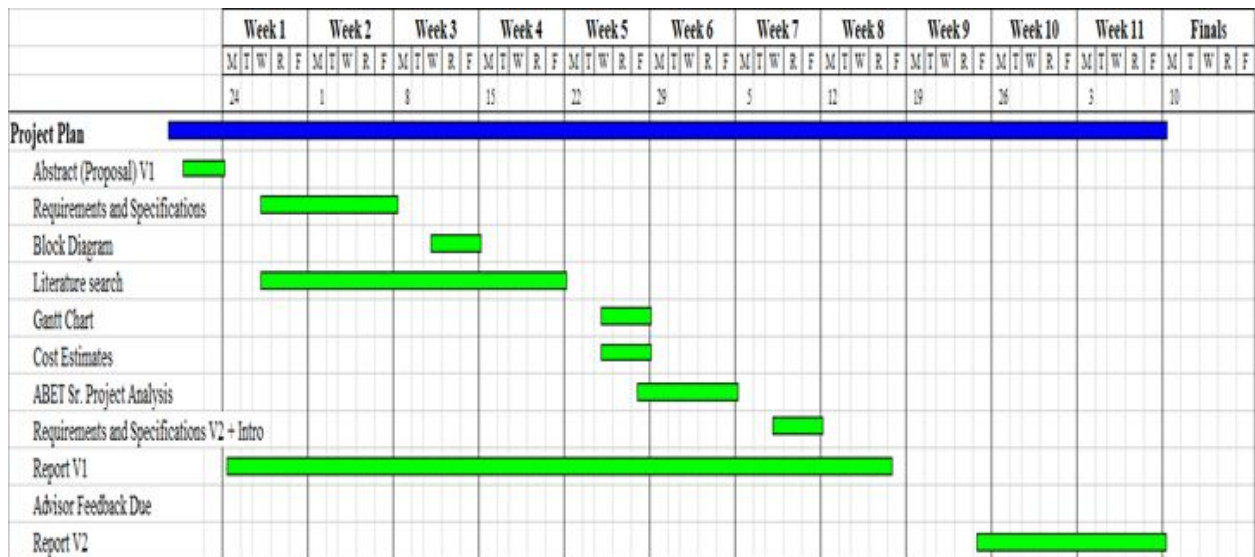 Week 1 Week 2 Week 3 Week 4 Week 5 Week 6 Week 7 Week 8 Week 9 Week 10 Week 11 Finals
M T W R F M T W R F M T W R F M T W R F M T W R F M T W R F M T W R F M T W R F M T W R F M T W R F M T W R F M T W R F
24 1 8 15 22 29 5 12 19 26 3 10
Project Plan
Abstract (Proposal) V1
Requirements and Specifications
Block Diagram
Literature search
Gantt Chart
Cost Estimates
ABET Sr. Project Analysis
Requirements and Specifications V2 + Intro
Report V1
Advisor Feedback Due
Report V2